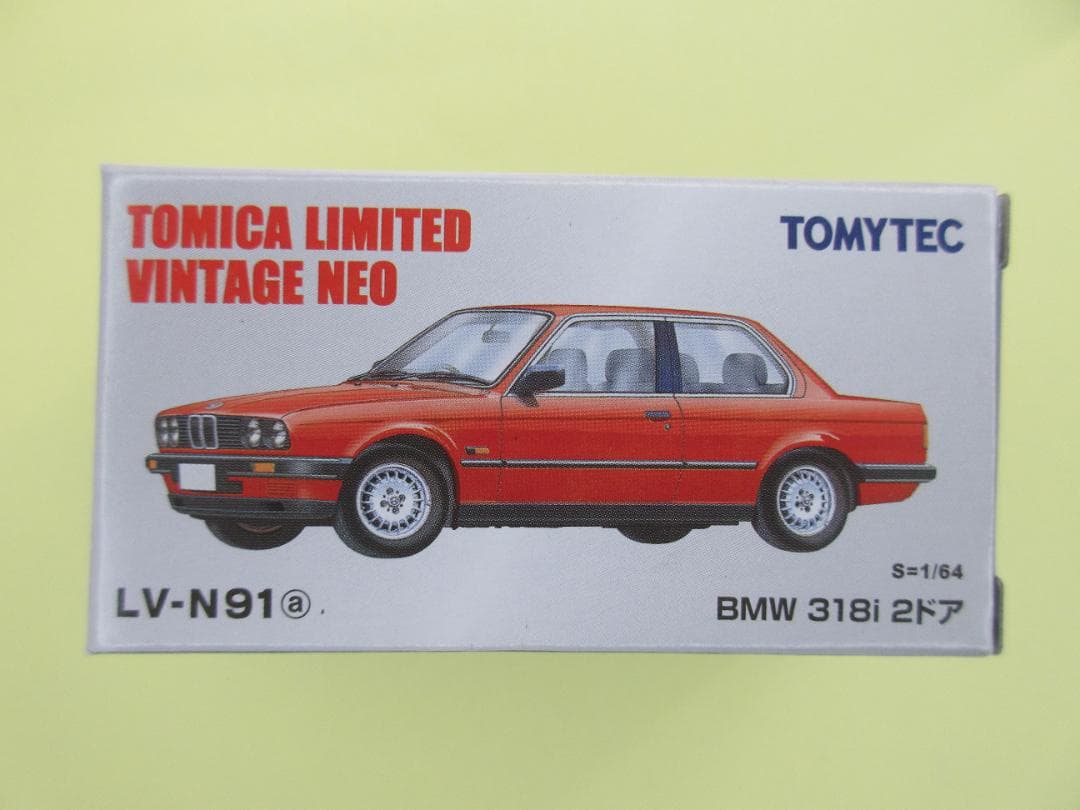 TOMICA LIMITED
VINTAGE NEO
TOMYTEC
S=1/64
LV-N91ⓐ
BMW 318i 2ドア